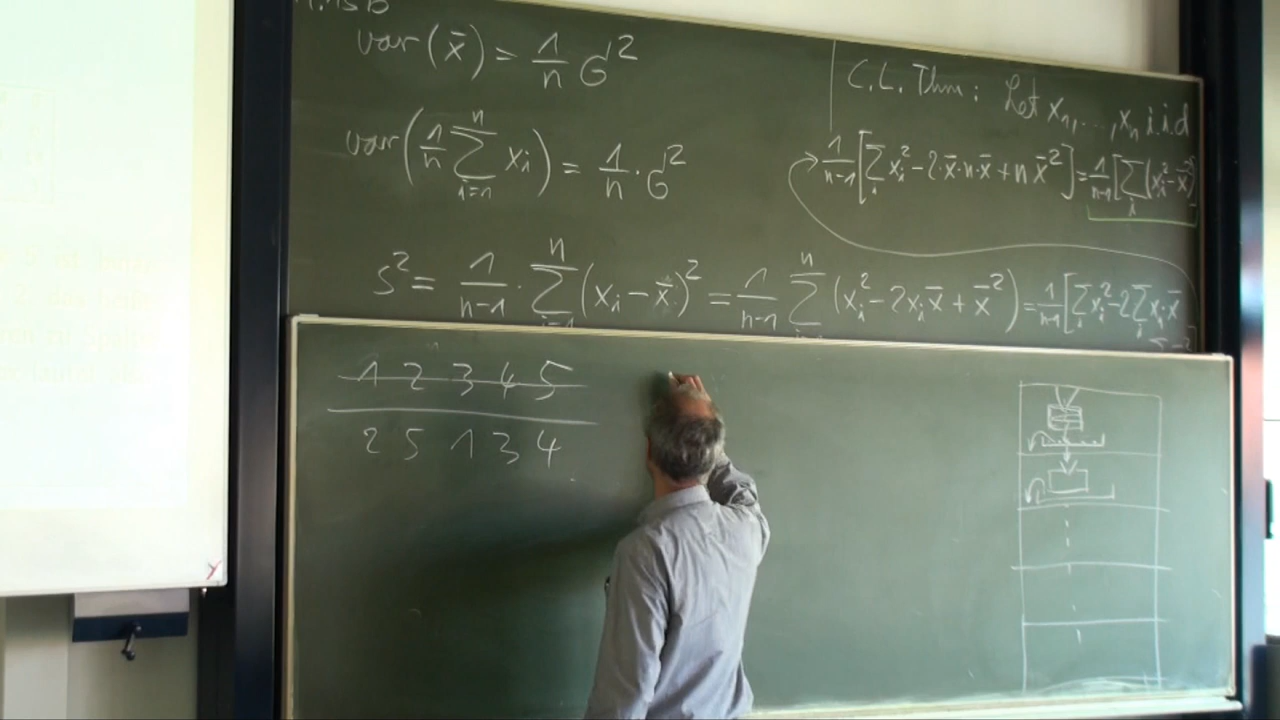 var(x̄) = 1/n σ²
C.L. Thm: Let x₁,...,xₙ i.i.d
var(1/n ∑_{i=1}^{n} xᵢ) = 1/n · σ²
1/(n-1) [∑ᵢ xᵢ² - 2·x̄·n·x̄ + n x̄²] = 1/(n-1) [∑ᵢ (xᵢ² - x̄²)]
s² = 1/(n-1) · ∑^{n} (xᵢ - x̄)² = 1/(n-1) ∑^{n} (xᵢ² - 2xᵢx̄ + x̄²) = 1/(n-1) [∑ᵢ xᵢ² - 2∑ᵢ xᵢ·x̄
1 2 3 4 5
2 5 1 3 4